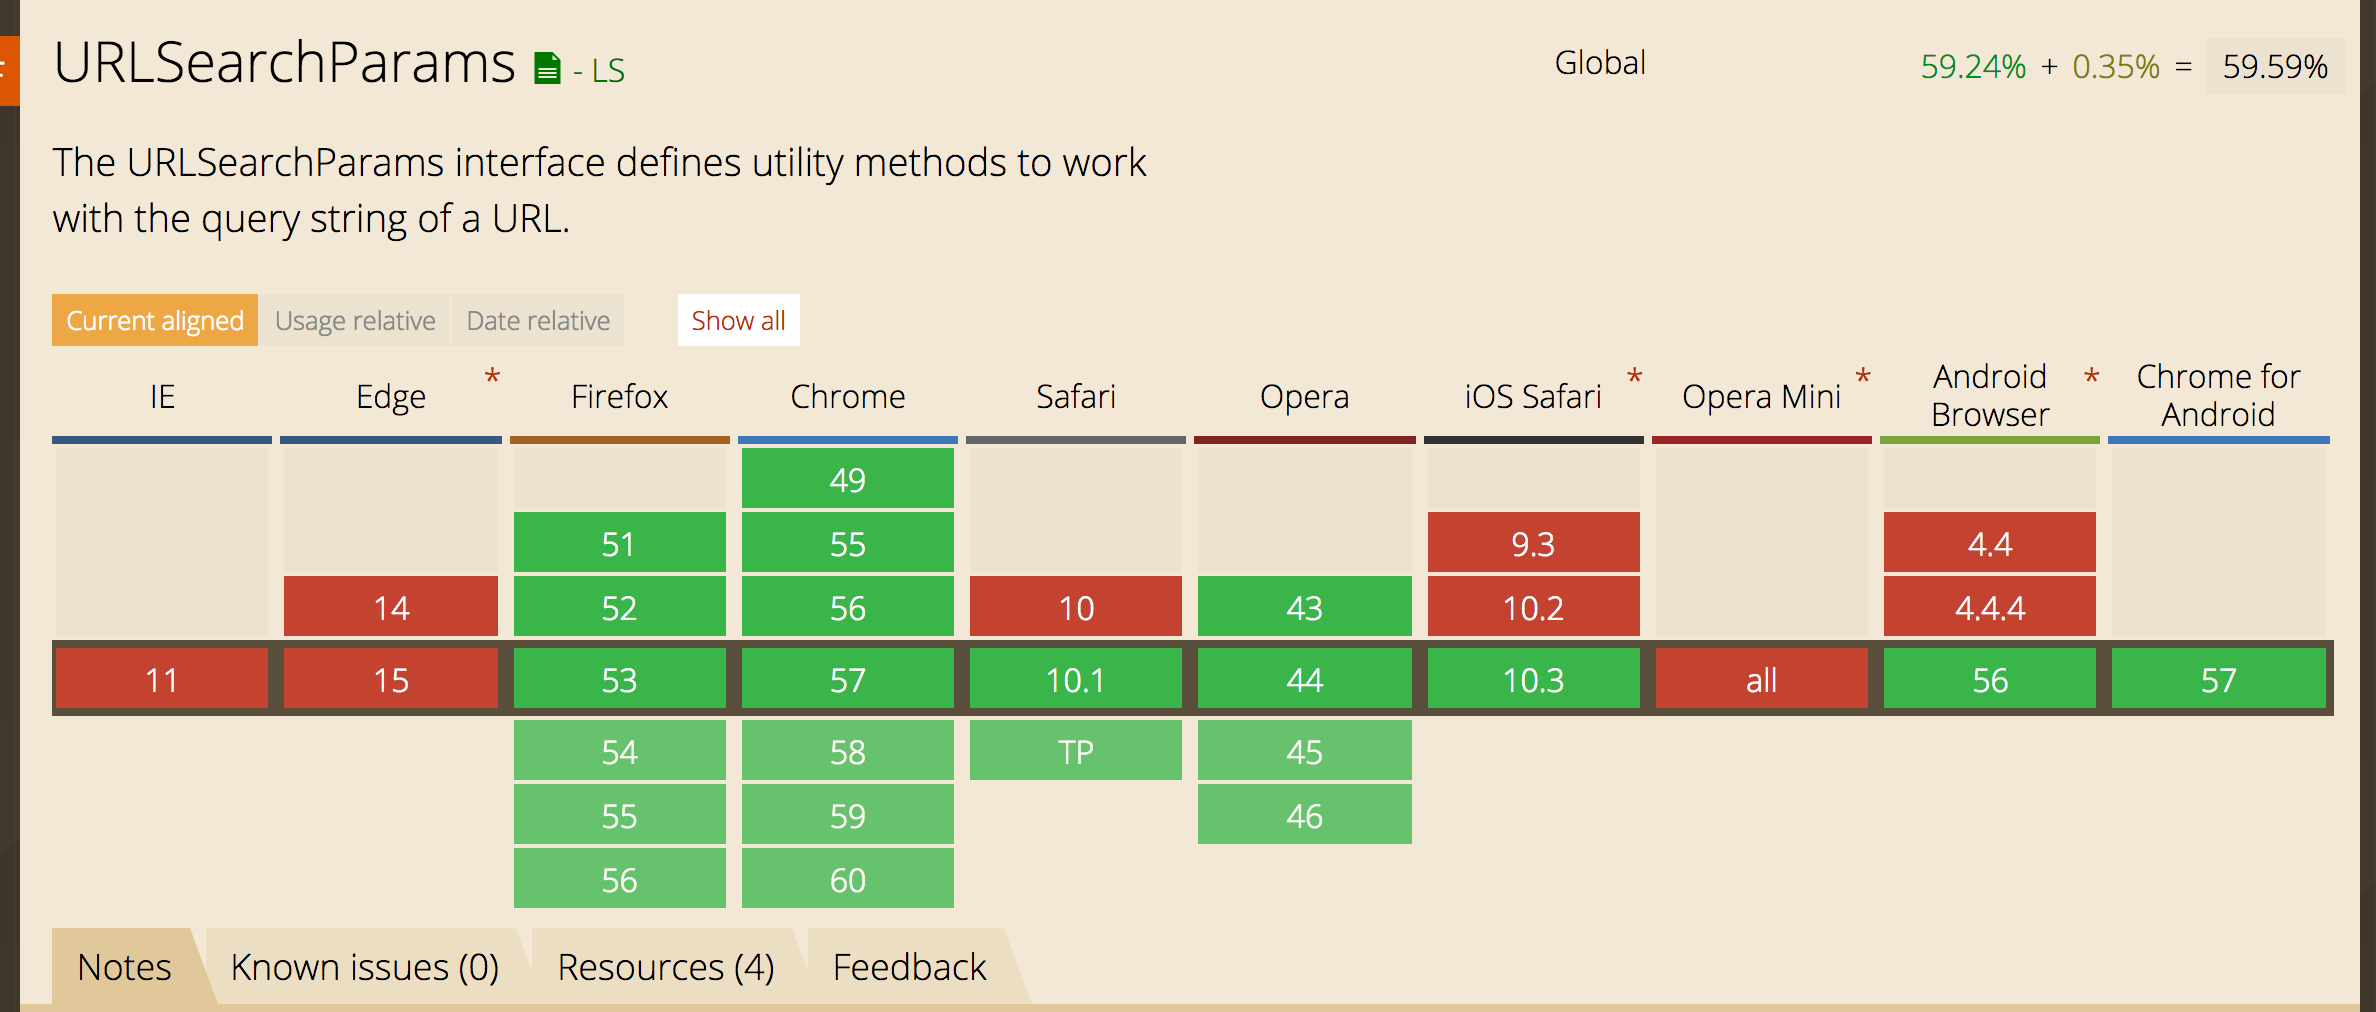 URLSearchParams - LS
Global
59.24% + 0.35% = 59.59%
The URLSearchParams interface defines utility methods to work
with the query string of a URL.
Current aligned Usage relative Date relative Show all
IE Edge * Firefox Chrome Safari Opera iOS Safari * Opera Mini * Android Browser * Chrome for Android
49
51 55 9.3 4.4
14 52 56 10 43 10.2 4.4.4
11 15 53 57 10.1 44 10.3 all 56 57
54 58 TP 45
55 59 46
56 60
Notes Known issues (0) Resources (4) Feedback